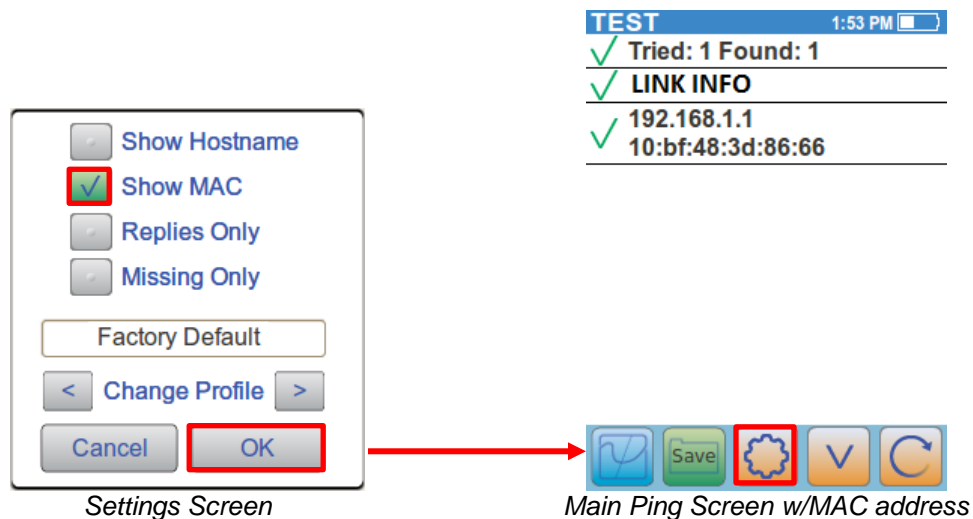 Show Hostname
Show MAC
Replies Only
Missing Only
Factory Default
< Change Profile >
Cancel OK
Settings Screen
TEST 1:53 PM
Tried: 1 Found: 1
LINK INFO
192.168.1.1
10:bf:48:3d:86:66
Save
Main Ping Screen w/MAC address